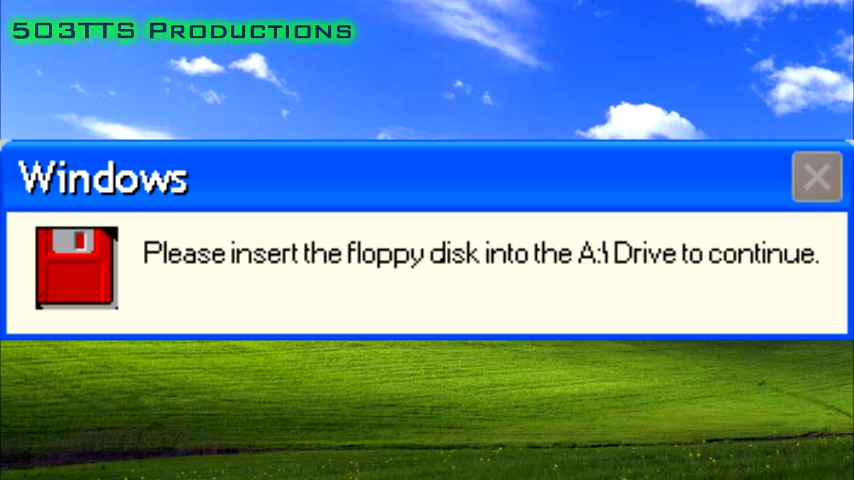 503TTS Productions
Windows
Please insert the floppy disk into the A:\ Drive to continue.